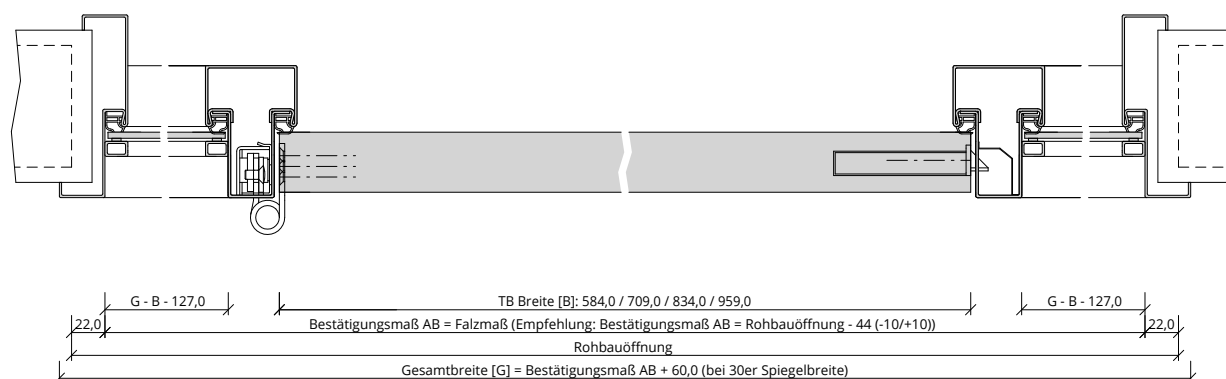 G - B - 127,0 TB Breite [B]: 584,0 / 709,0 / 834,0 / 959,0 G - B - 127,0
22,0 Bestätigungsmaß AB = Falzmaß (Empfehlung: Bestätigungsmaß AB = Rohbauöffnung - 44 (-10/+10)) 22,0
Rohbauöffnung
Gesamtbreite [G] = Bestätigungsmaß AB + 60,0 (bei 30er Spiegelbreite)